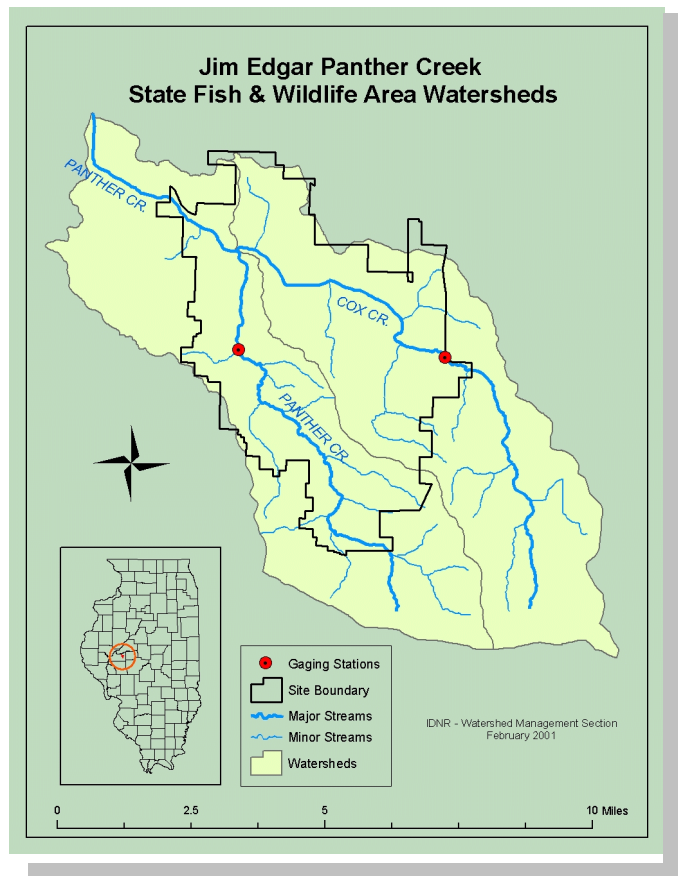 Jim Edgar Panther Creek
State Fish & Wildlife Area Watersheds
PANTHER CR.
COX CR.
PANTHER CR.
Gaging Stations
Site Boundary
Major Streams
Minor Streams
Watersheds
IDNR - Watershed Management Section
February 2001
0 2.5 5 10 Miles